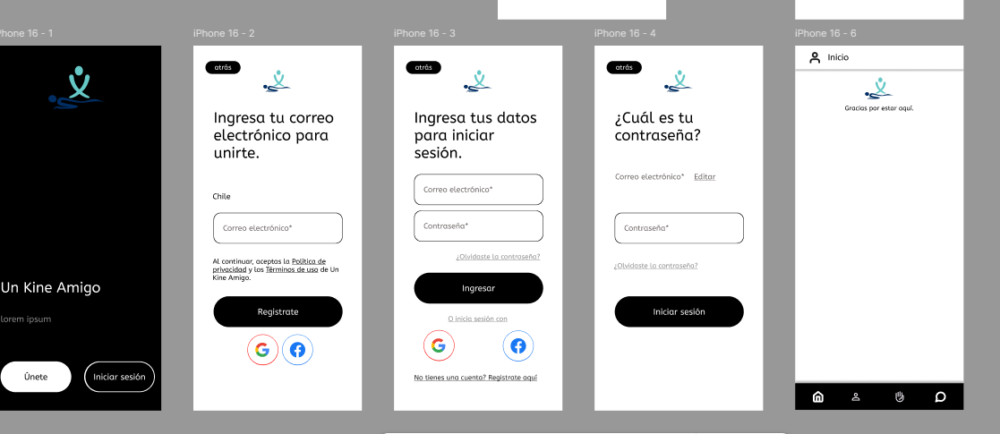 Phone 16 - 1
Un Kine Amigo
lorem ipsum
Únete
Iniciar sesión
iPhone 16 - 2
atrás
Ingresa tu correo
electrónico para
unirte.
Chile
Correo electrónico*
Al continuar, aceptas la Política de
privacidad y los Términos de uso de Un
Kine Amigo.
Registrate
iPhone 16 - 3
atrás
Ingresa tus datos
para iniciar
sesión.
Correo electrónico*
Contraseña*
¿Olvidaste la contraseña?
Ingresar
O inicia sesión con
No tienes una cuenta? Registrate aquí
iPhone 16 - 4
atrás
¿Cuál es tu
contraseña?
Correo electrónico* Editar
Contraseña*
¿Olvidaste la contraseña?
Iniciar sesión
iPhone 16 - 6
Inicio
Gracias por estar aquí.